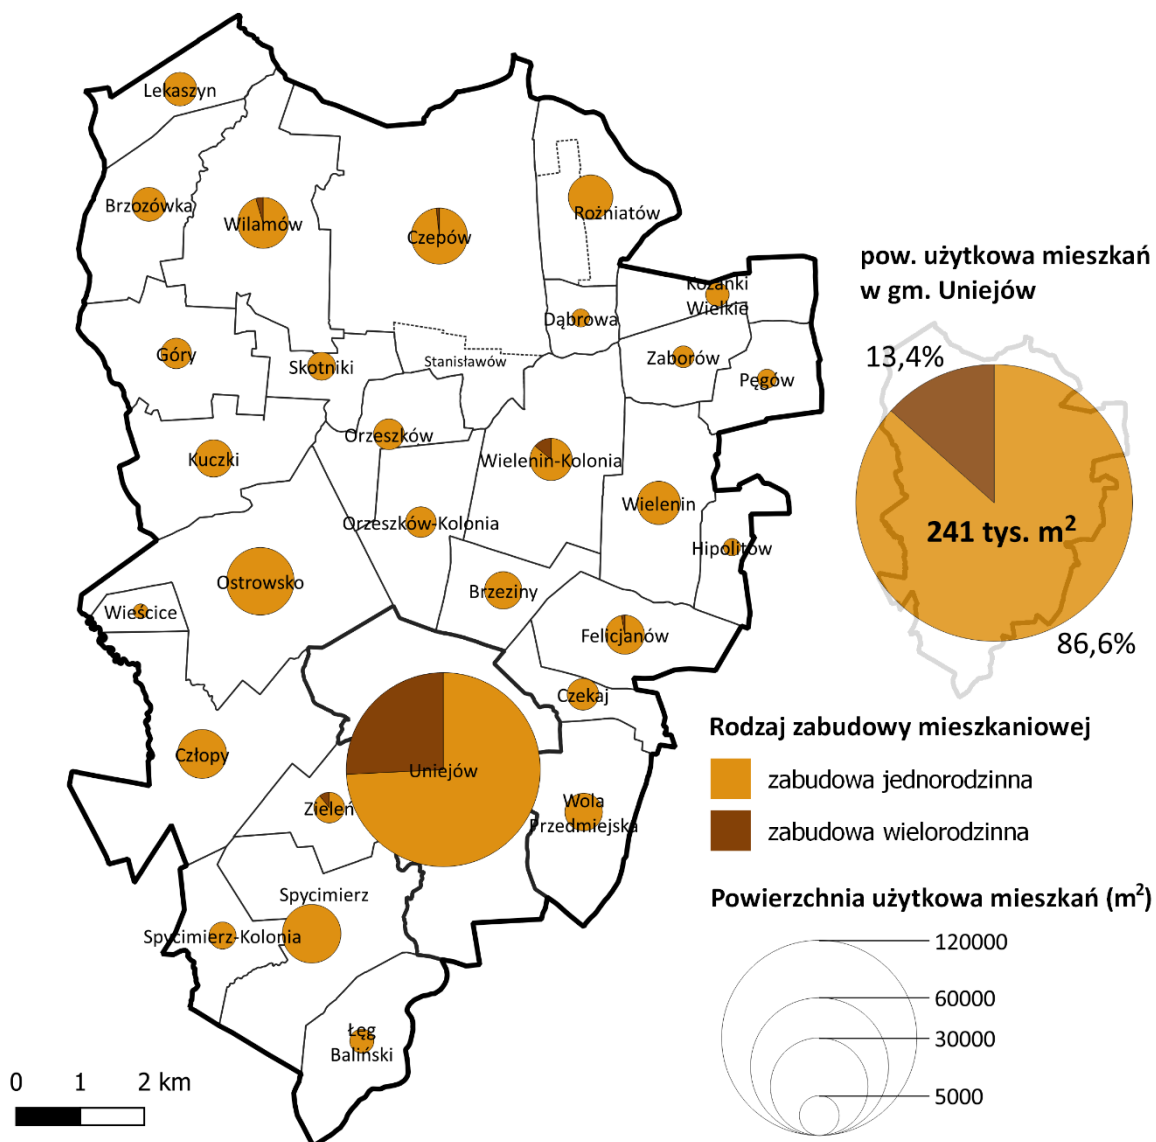 Lekaszyn
Brzozówka
Wilamów
Czepów
Rożniatów
Kozanki
Wielkie
Dąbrowa
Zaborów
Pęgów
Góry
Skotniki
Stanisławów
Orzeszków
Kuczki
Wielenin-Kolonia
Wielenin
Orzeszków-Kolonia
Hipolitów
Ostrowsko
Brzeziny
Wieścice
Felicjanów
Czekaj
Człopy
Uniejów
Zieleń
Wola
Przedmiejska
Spycimierz
Spycimierz-Kolonia
Łęg
Baliński
0 1 2 km
pow. użytkowa mieszkań
w gm. Uniejów
13,4%
241 tys. m²
86,6%
Rodzaj zabudowy mieszkaniowej
zabudowa jednorodzinna
zabudowa wielorodzinna
Powierzchnia użytkowa mieszkań (m²)
120000
60000
30000
5000